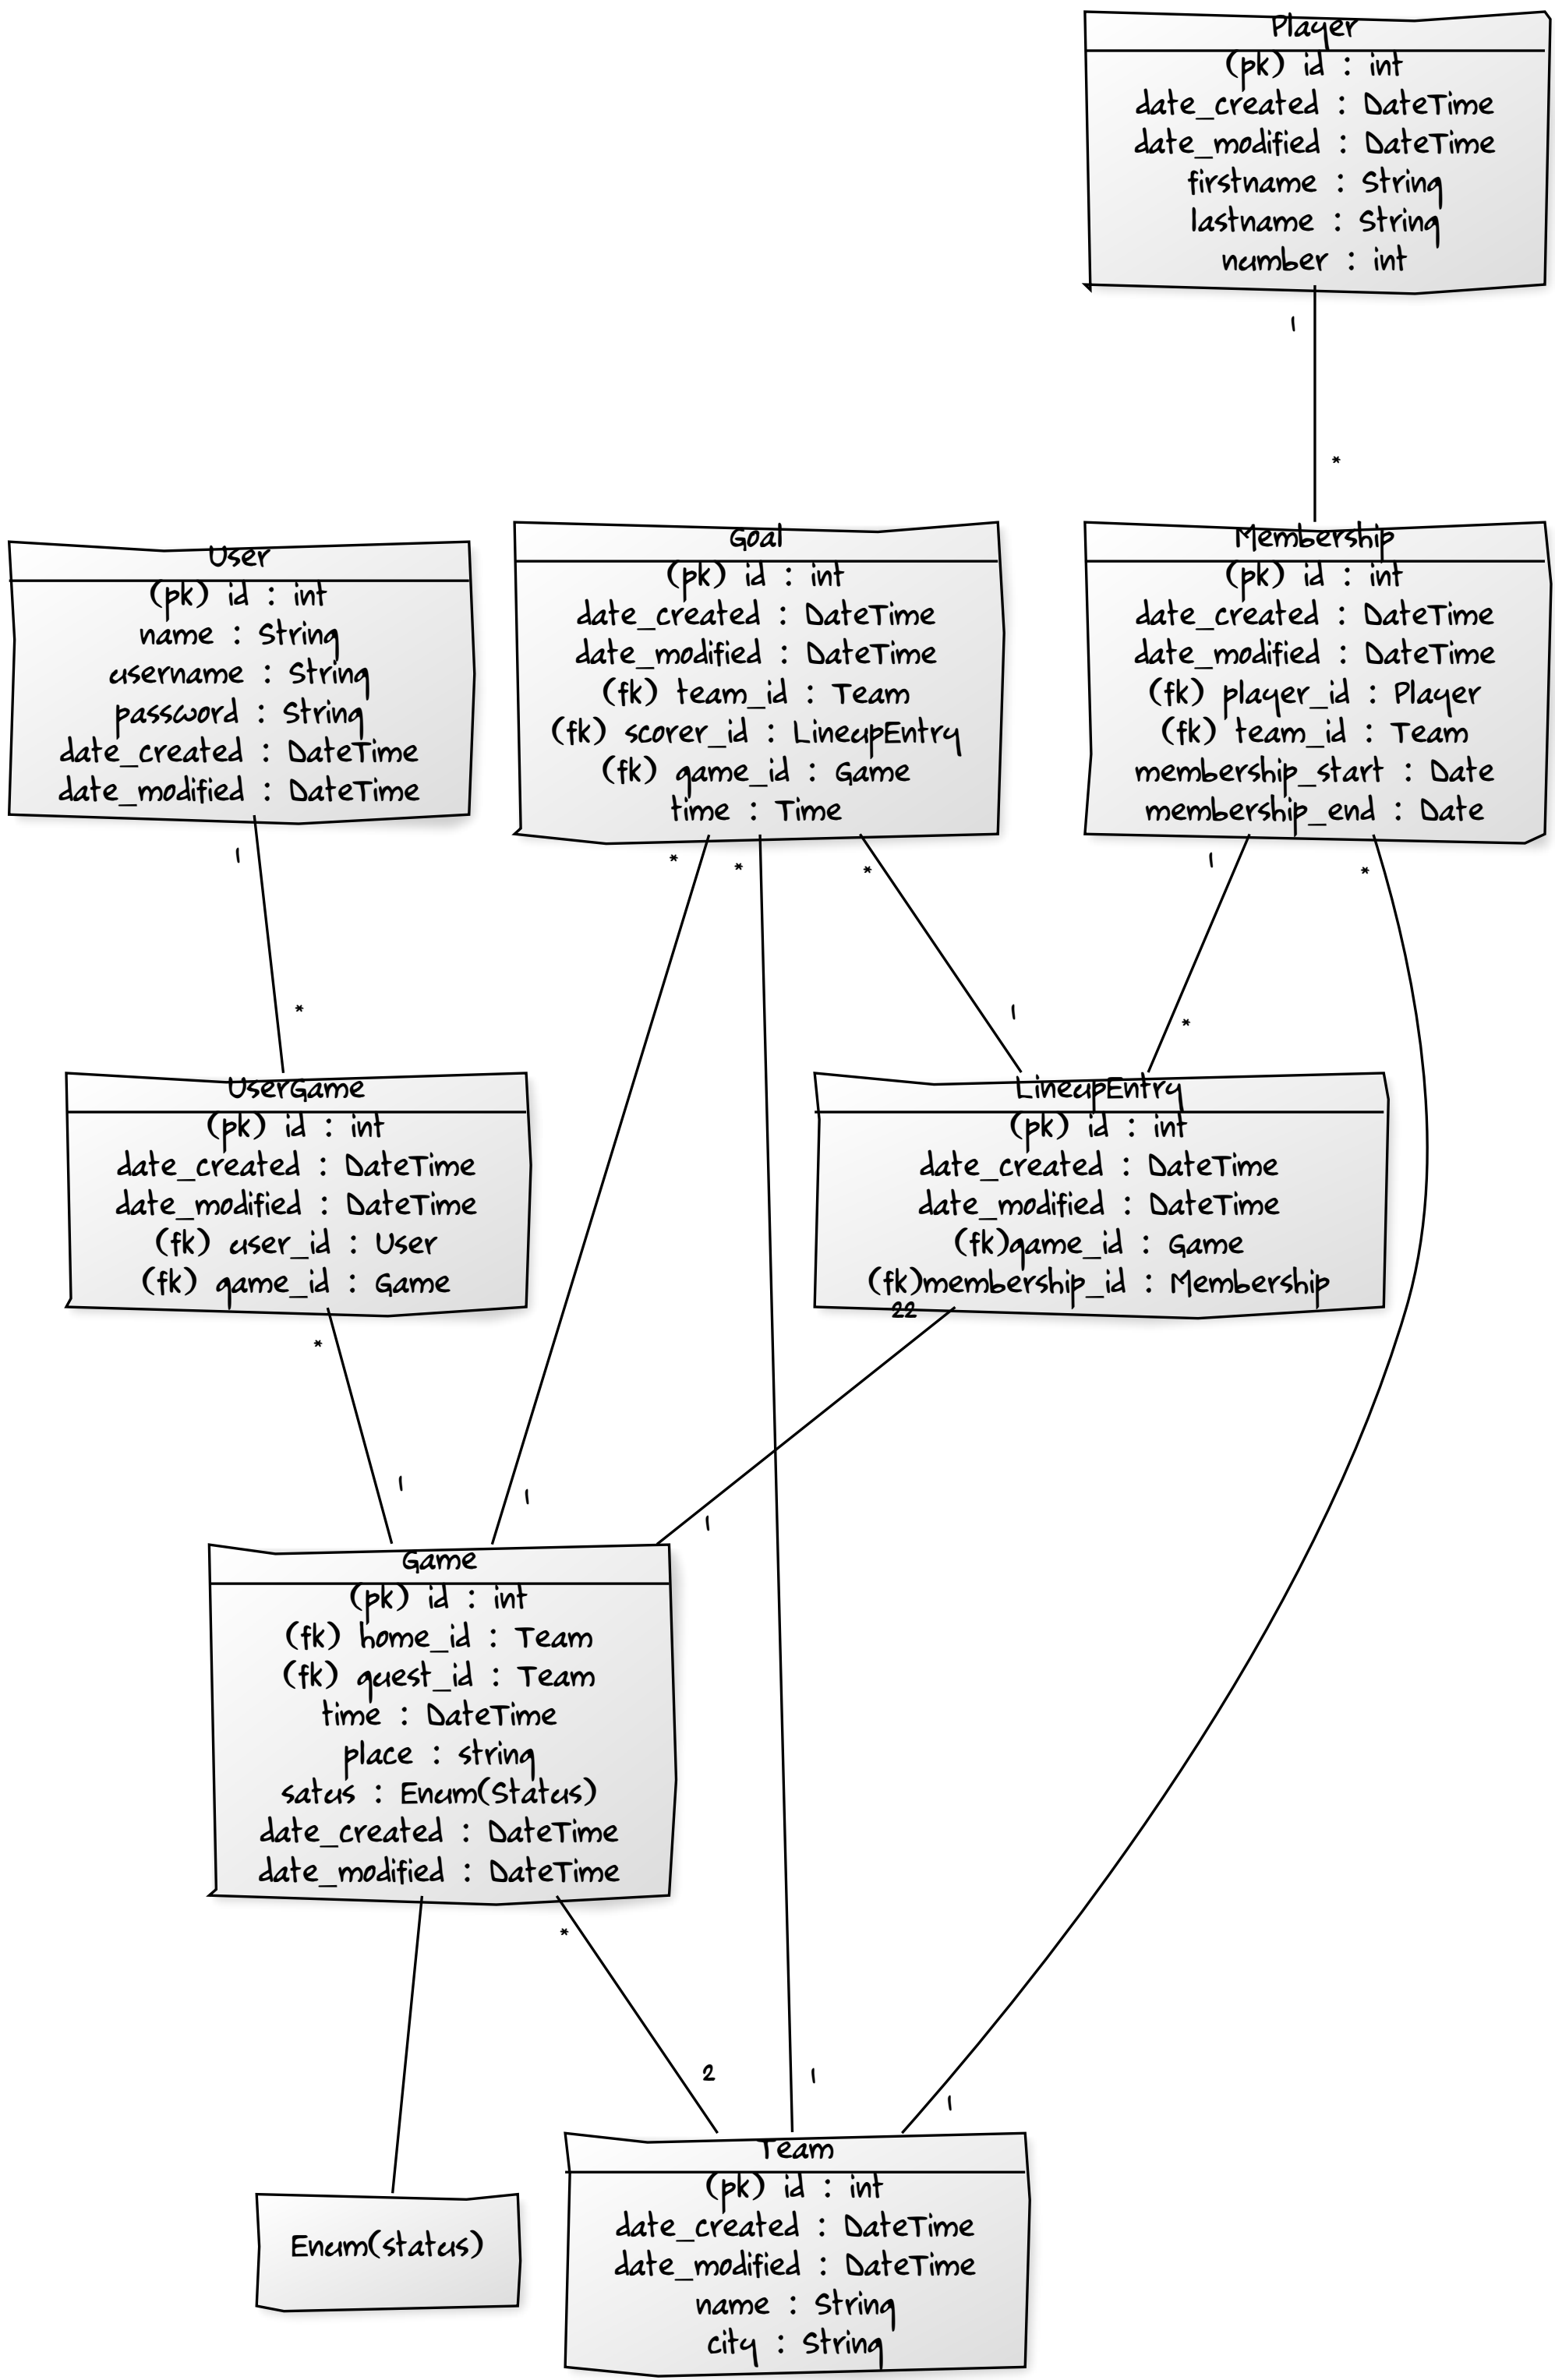 Player
(pk) id : int
date_created : DateTime
date_modified : DateTime
firstname : String
lastname : String
number : int
1
*
User
(pk) id : int
name : String
username : String
password : String
date_created : DateTime
date_modified : DateTime
Goal
(pk) id : int
date_created : DateTime
date_modified : DateTime
(fk) team_id : Team
(fk) scorer_id : LineupEntry
(fk) game_id : Game
time : Time
Membership
(pk) id : int
date_created : DateTime
date_modified : DateTime
(fk) player_id : Player
(fk) team_id : Team
membership_start : Date
membership_end : Date
1
*
*
*
1
*
*
1
*
UserGame
(pk) id : int
date_created : DateTime
date_modified : DateTime
(fk) user_id : User
(fk) game_id : Game
LineupEntry
(pk) id : int
date_created : DateTime
date_modified : DateTime
(fk)game_id : Game
(fk)membership_id : Membership
22
*
1
1
1
Game
(pk) id : int
(fk) home_id : Team
(fk) guest_id : Team
time : DateTime
place : string
satus : Enum(Status)
date_created : DateTime
date_modified : DateTime
*
2
1
1
Enum(status)
Team
(pk) id : int
date_created : DateTime
date_modified : DateTime
name : String
city : String